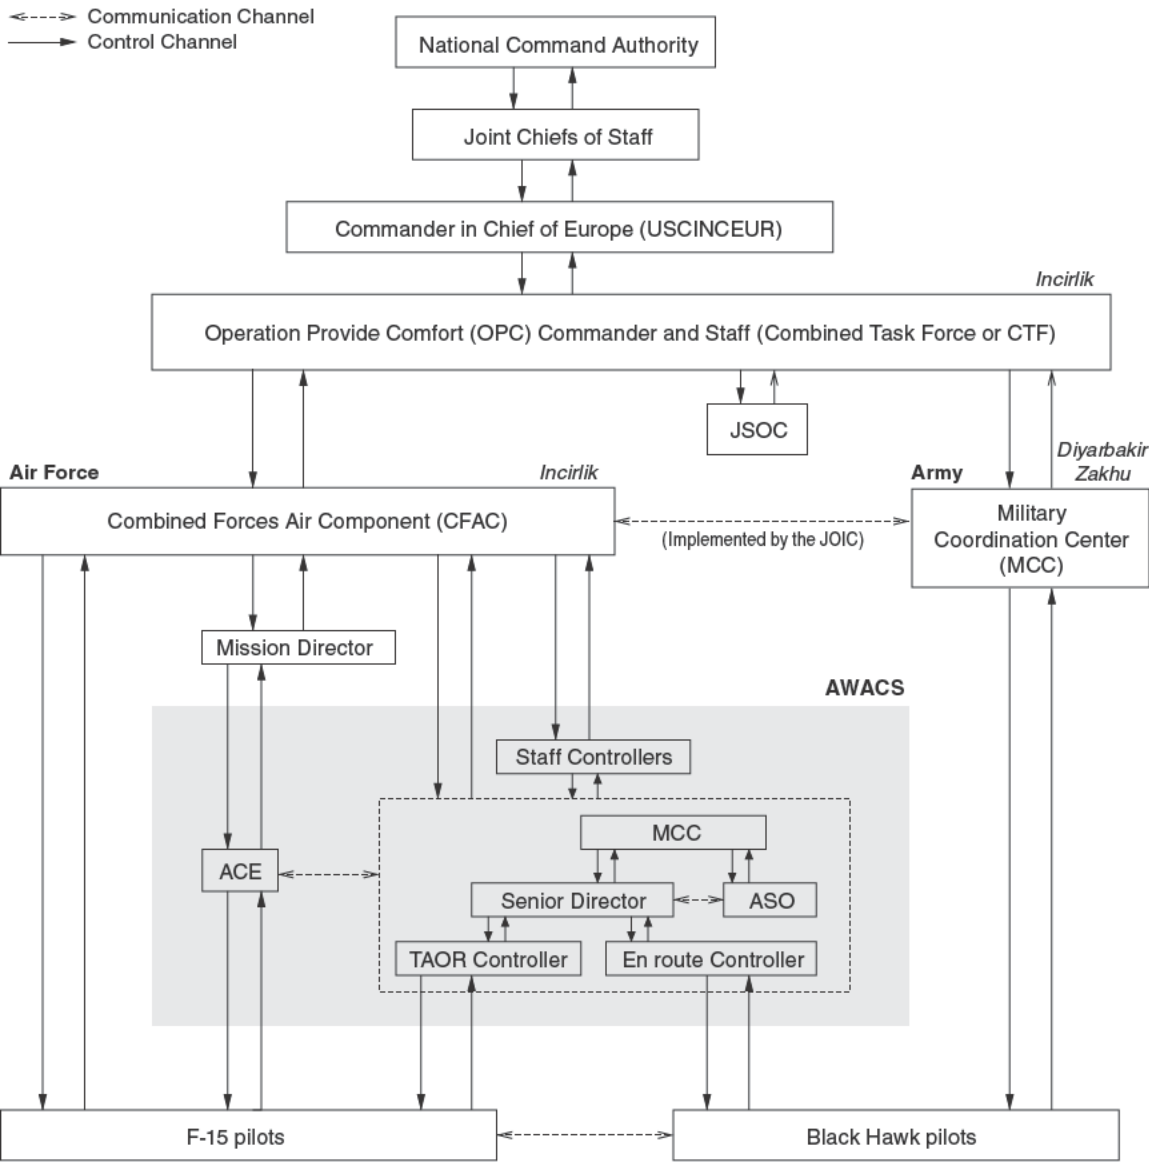 Communication Channel
Control Channel
National Command Authority
Joint Chiefs of Staff
Commander in Chief of Europe (USCINCEUR)
Incirlik
Operation Provide Comfort (OPC) Commander and Staff (Combined Task Force or CTF)
JSOC
Air Force
Incirlik
Army
Diyarbakir
Zakhu
Combined Forces Air Component (CFAC)
(Implemented by the JOIC)
Military
Coordination Center
(MCC)
Mission Director
AWACS
Staff Controllers
MCC
ACE
Senior Director
ASO
TAOR Controller
En route Controller
F-15 pilots
Black Hawk pilots